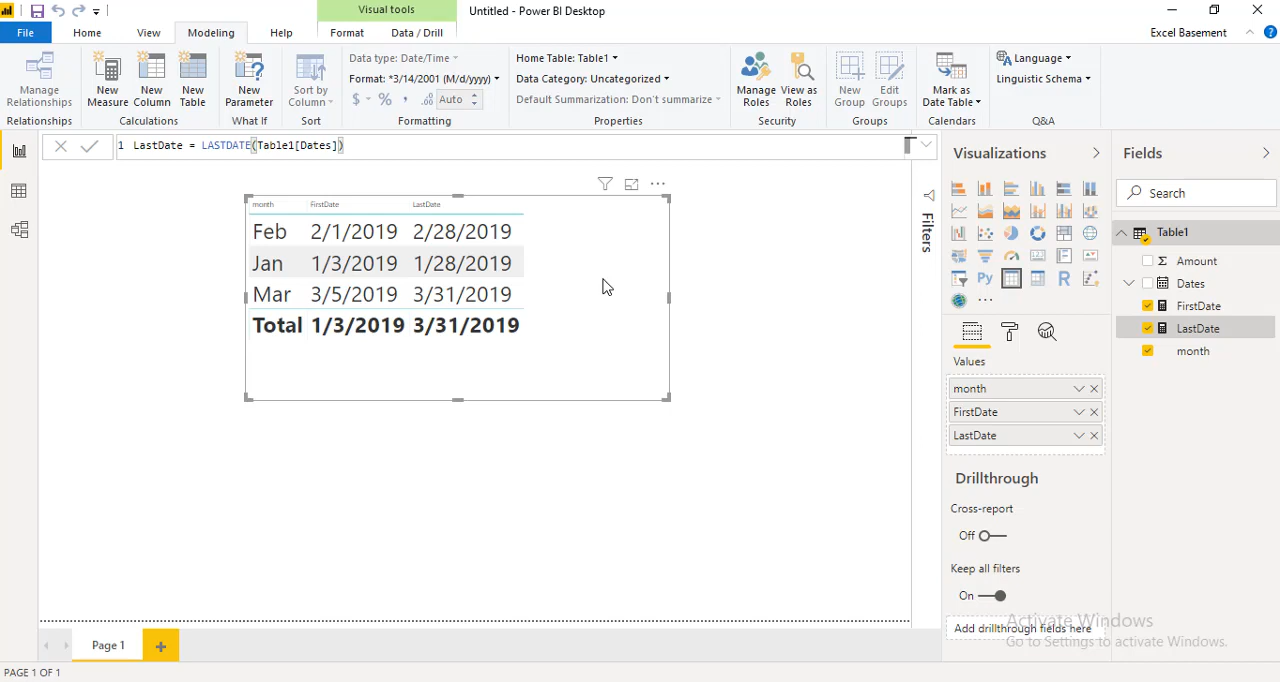 Visual tools
Untitled - Power BI Desktop
File
Home
View
Modeling
Help
Format
Data / Drill
Excel Basement
Manage Relationships
Relationships
New Measure
New Column
New Table
Calculations
New Parameter
What If
Sort by Column
Sort
Data type: Date/Time
Format: *3/14/2001 (M/d/yyyy)
$ % , .00 Auto
Formatting
Home Table: Table1
Data Category: Uncategorized
Default Summarization: Don't summarize
Properties
Manage Roles
View as Roles
Security
New Group
Edit Groups
Groups
Mark as Date Table
Calendars
Language
Linguistic Schema
Q&A
1 LastDate = LASTDATE(Table1[Dates])
month FirstDate LastDate
Feb 2/1/2019 2/28/2019
Jan 1/3/2019 1/28/2019
Mar 3/5/2019 3/31/2019
Total 1/3/2019 3/31/2019
Filters
Visualizations
Py
R
Values
month
FirstDate
LastDate
Drillthrough
Cross-report
Off
Keep all filters
On
Add drillthrough fields here
Fields
Search
Table1
Σ Amount
Dates
FirstDate
LastDate
month
Activate Windows
Go to Settings to activate Windows.
Page 1
PAGE 1 OF 1